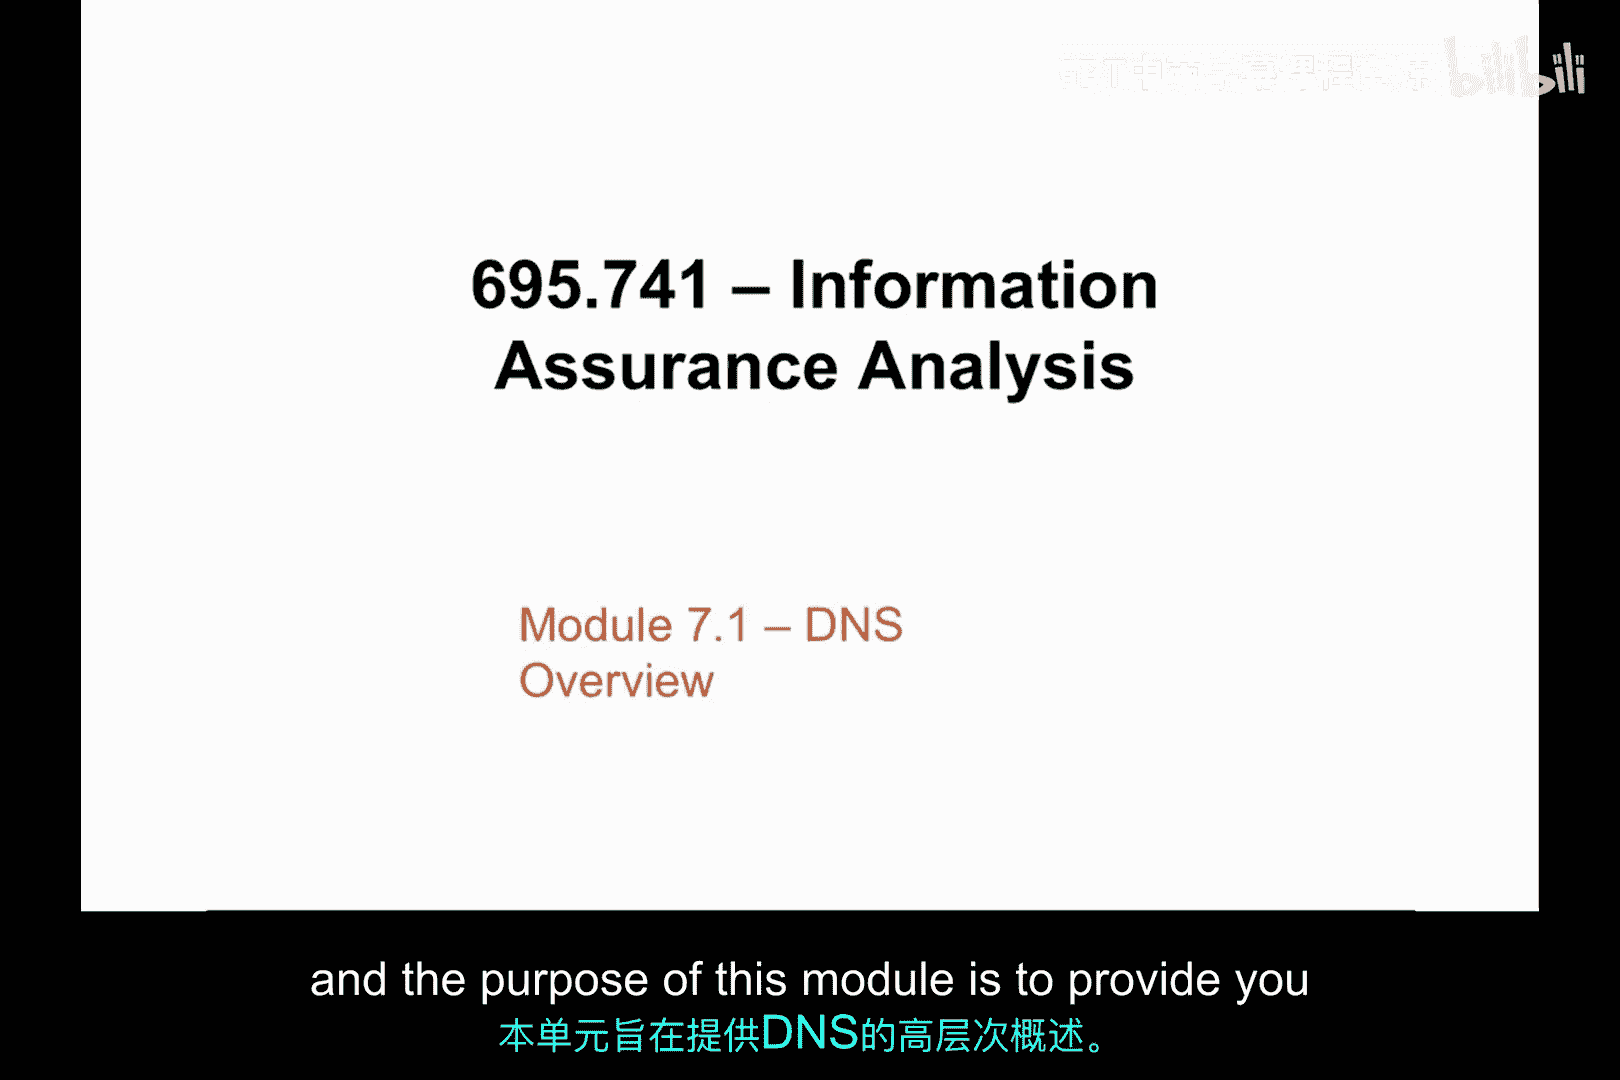 bilibili
695.741 – Information
Assurance Analysis
Module 7.1 – DNS
Overview
and the purpose of this module is to provide you
本单元旨在提供DNS的高层次概述。